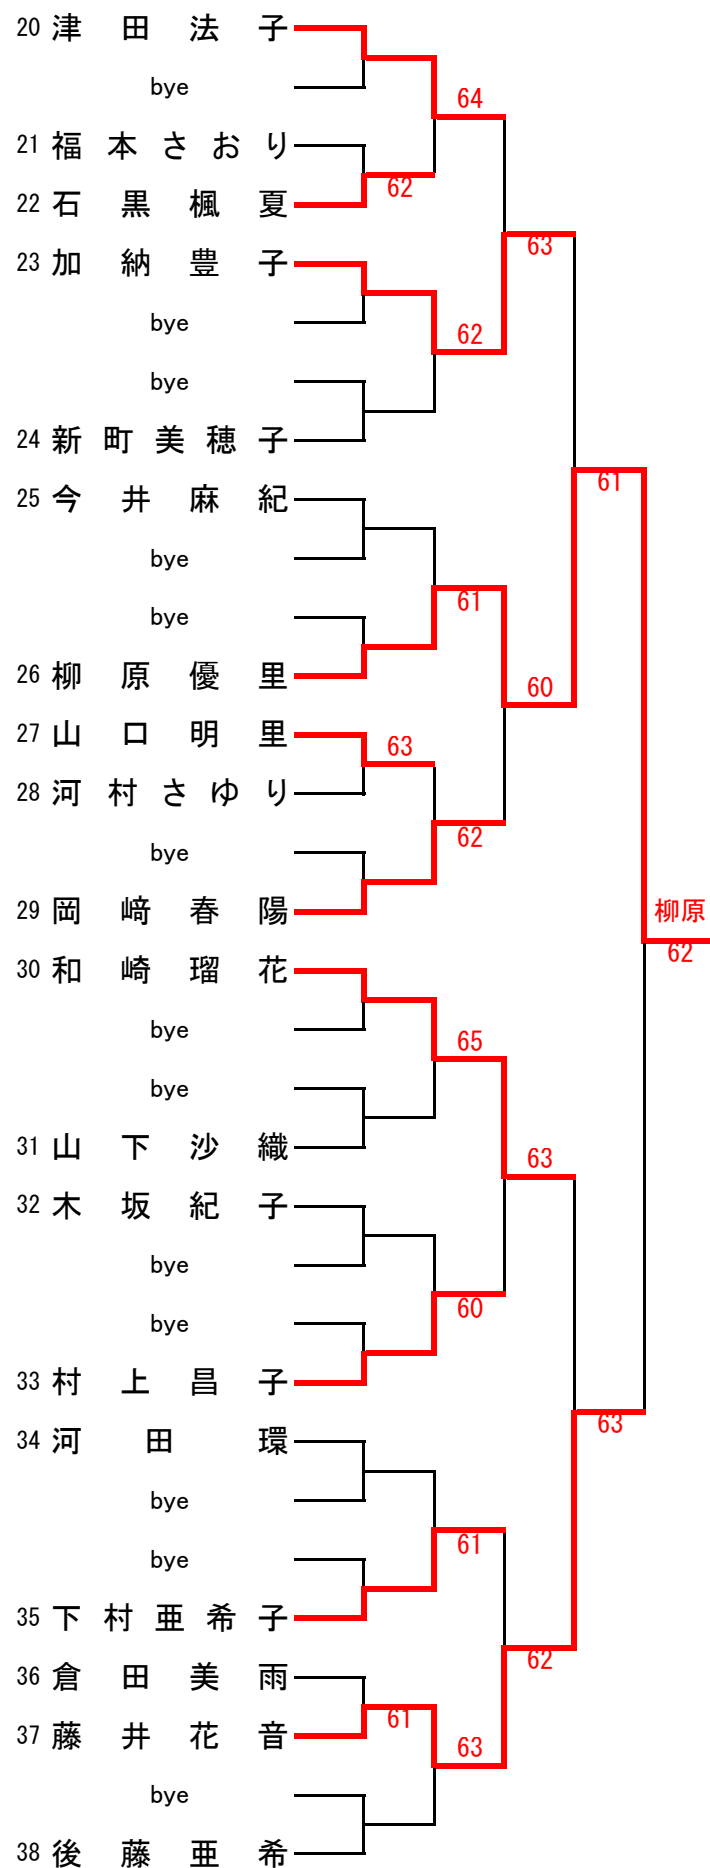 20 津田法子
bye
64
21 福本さおり
62
22 石黒楓夏
63
23 加納豊子
bye
62
bye
24 新町美穂子
61
25 今井麻紀
bye
61
bye
26 柳原優里
60
27 山口明里
63
28 河村さゆり
62
bye
29 岡﨑春陽
柳原
62
30 和崎瑠花
bye
65
bye
31 山下沙織
63
32 木坂紀子
bye
60
bye
33 村上昌子
63
34 河田環
bye
61
bye
35 下村亜希子
62
36 倉田美雨
61
37 藤井花音
63
bye
38 後藤亜希